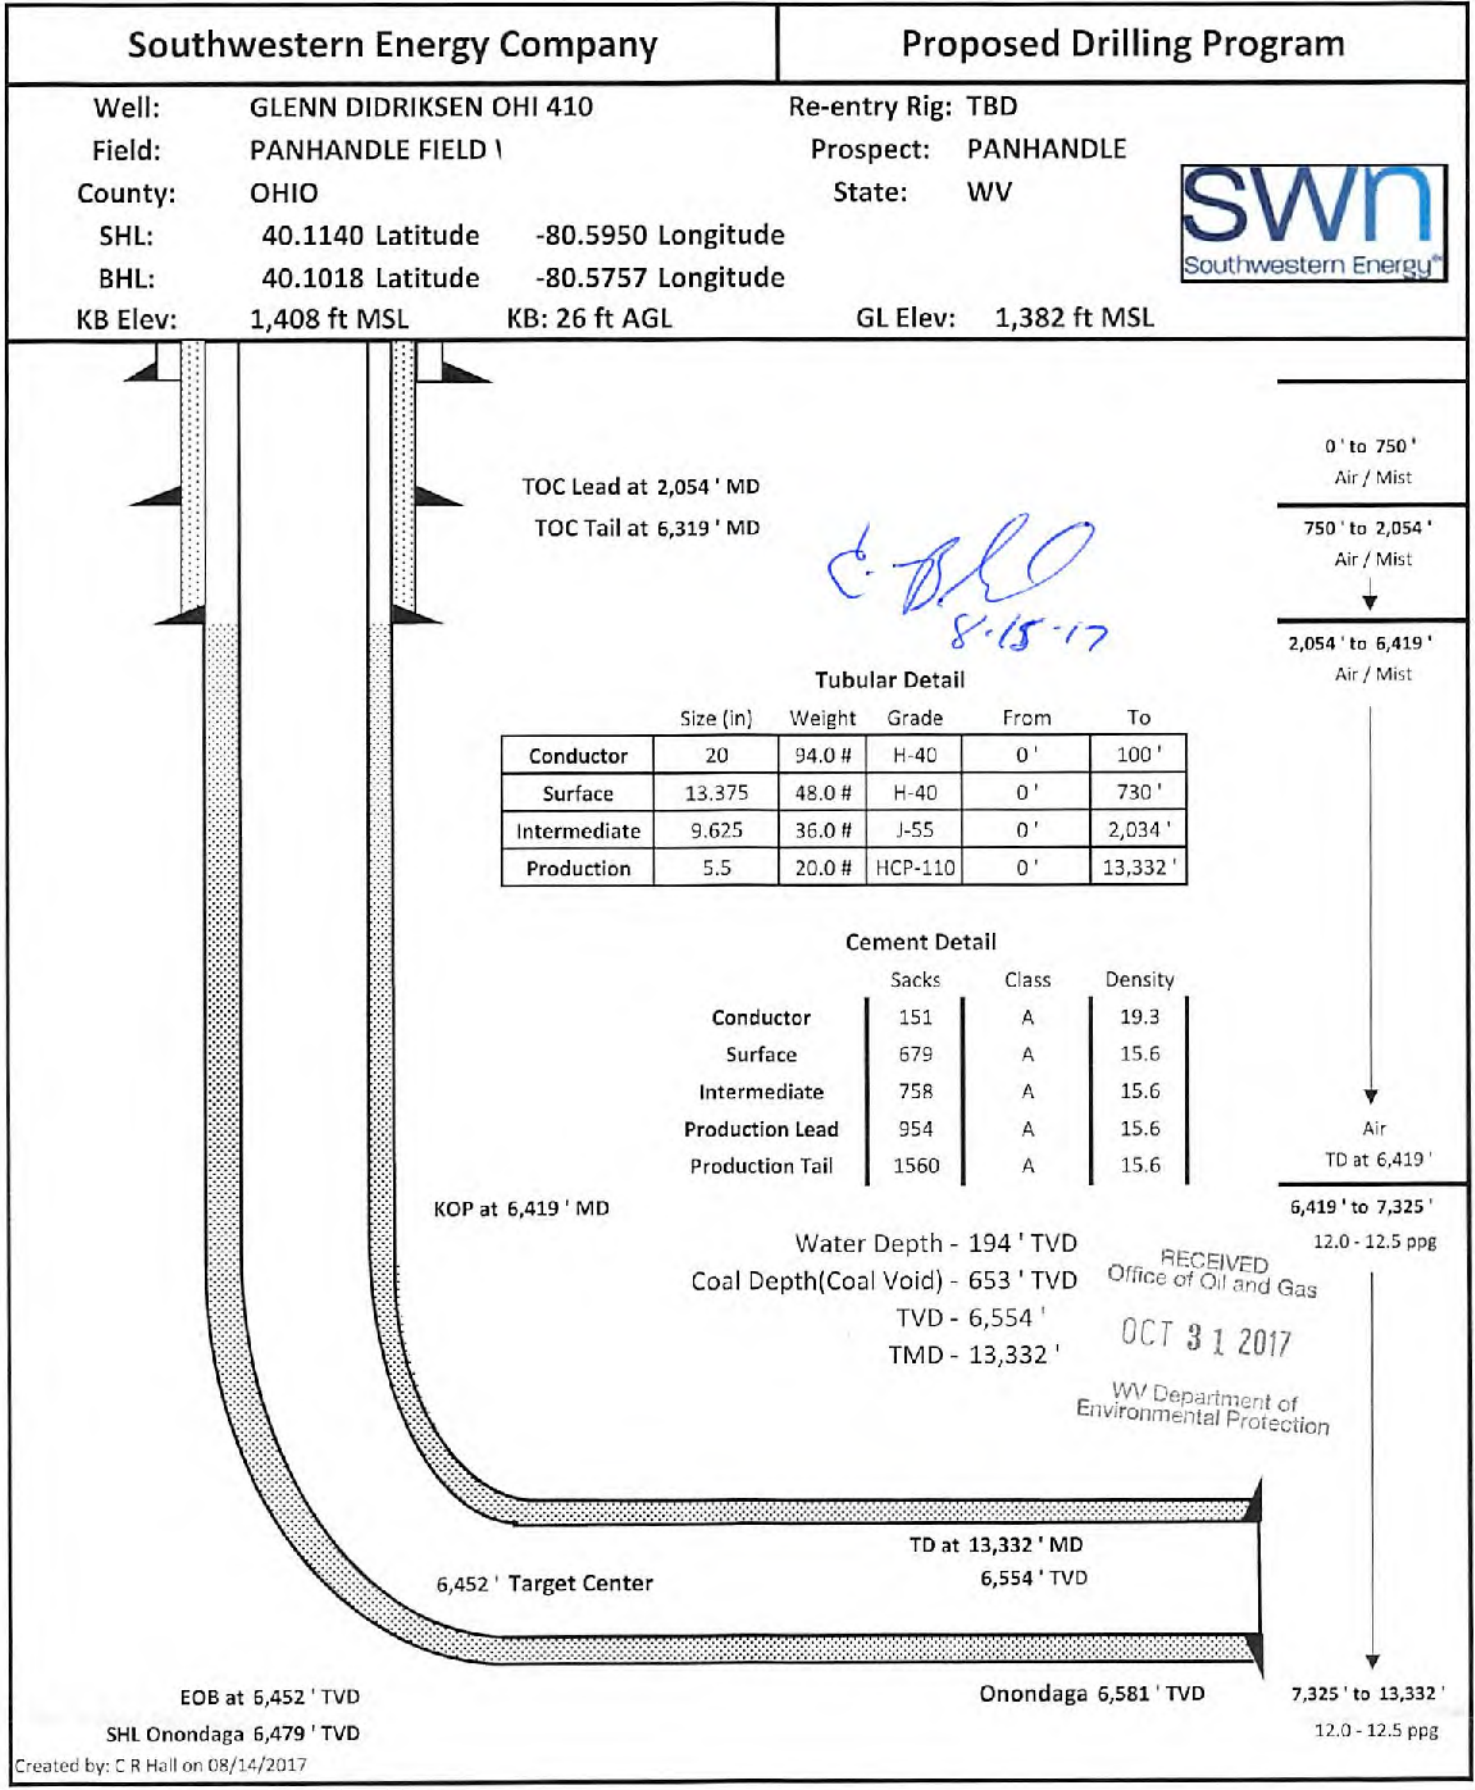 Southwestern Energy Company
Proposed Drilling Program
Well: GLENN DIDRIKSEN OHI 410 Re-entry Rig: TBD
Field: PANHANDLE FIELD \ Prospect: PANHANDLE
County: OHIO State: WV
SHL: 40.1140 Latitude -80.5950 Longitude
BHL: 40.1018 Latitude -80.5757 Longitude
KB Elev: 1,408 ft MSL KB: 26 ft AGL GL Elev: 1,382 ft MSL
swn
Southwestern Energy®
0 ' to 750 '
Air / Mist
TOC Lead at 2,054 ' MD
TOC Tail at 6,319 ' MD
750 ' to 2,054 '
Air / Mist
8-15-17
2,054 ' to 6,419 '
Air / Mist
Tubular Detail
Size (in) Weight Grade From To
Conductor 20 94.0 # H-40 0 ' 100 '
Surface 13.375 48.0 # H-40 0 ' 730 '
Intermediate 9.625 36.0 # J-55 0 ' 2,034 '
Production 5.5 20.0 # HCP-110 0 ' 13,332 '
Cement Detail
Sacks Class Density
Conductor 151 A 19.3
Surface 679 A 15.6
Intermediate 758 A 15.6
Production Lead 954 A 15.6
Production Tail 1560 A 15.6
Air
TD at 6,419 '
KOP at 6,419 ' MD
6,419 ' to 7,325 '
12.0 - 12.5 ppg
Water Depth - 194 ' TVD
Coal Depth(Coal Void) - 653 ' TVD
TVD - 6,554 '
TMD - 13,332 '
RECEIVED
Office of Oil and Gas
OCT 31 2017
WV Department of
Environmental Protection
TD at 13,332 ' MD
6,554 ' TVD
6,452 ' Target Center
EOB at 6,452 ' TVD
SHL Onondaga 6,479 ' TVD
Onondaga 6,581 ' TVD
7,325 ' to 13,332 '
12.0 - 12.5 ppg
Created by: C R Hall on 08/14/2017